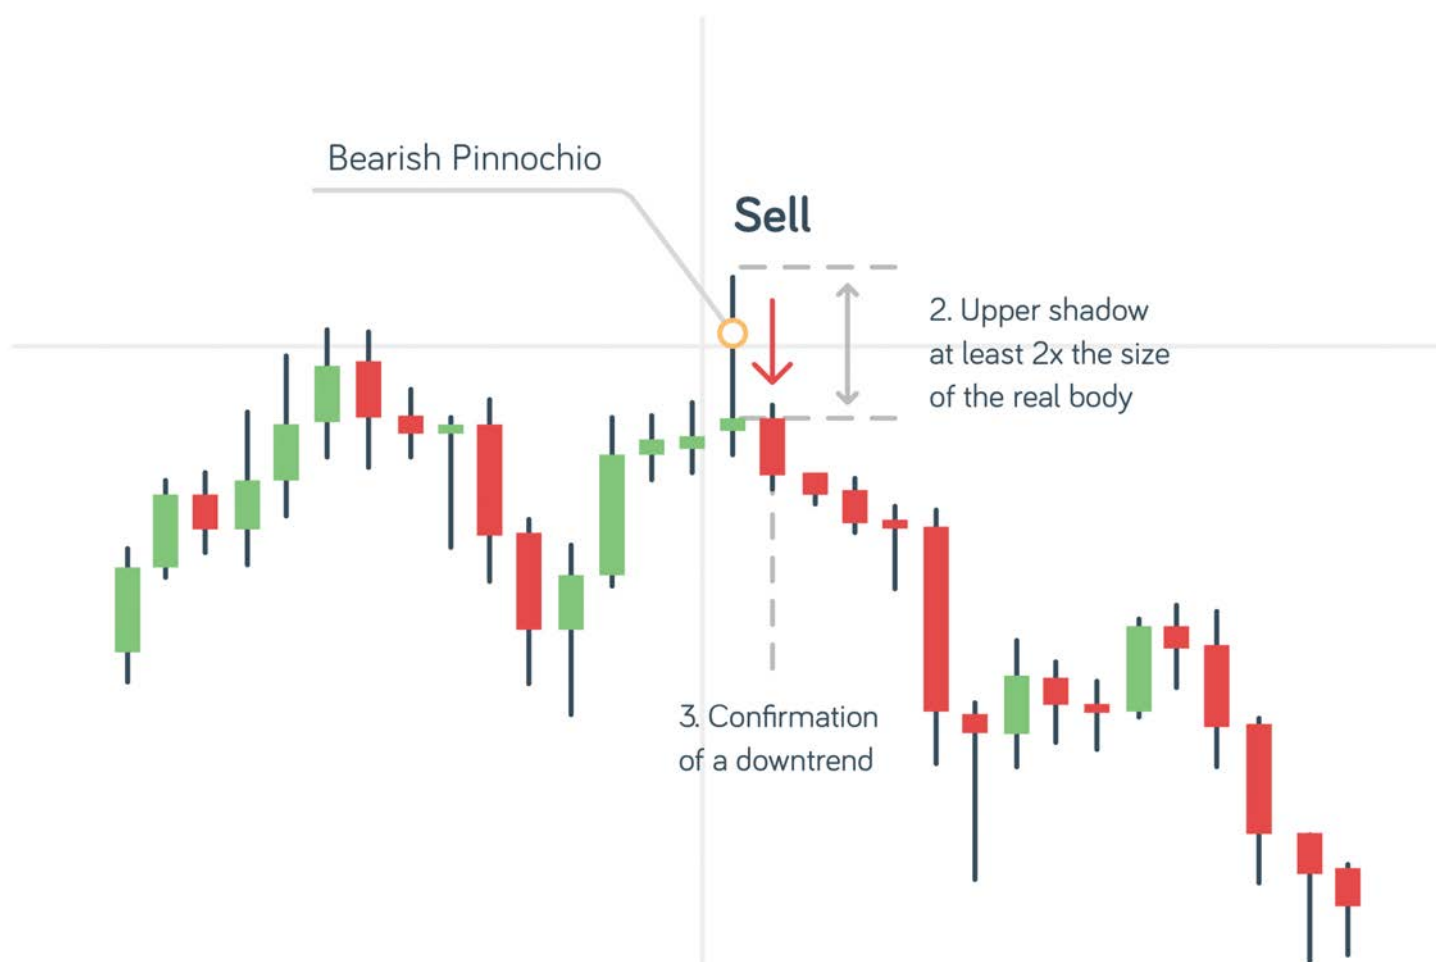 Bearish Pinnochio
Sell
2. Upper shadow
at least 2x the size
of the real body
3. Confirmation
of a downtrend